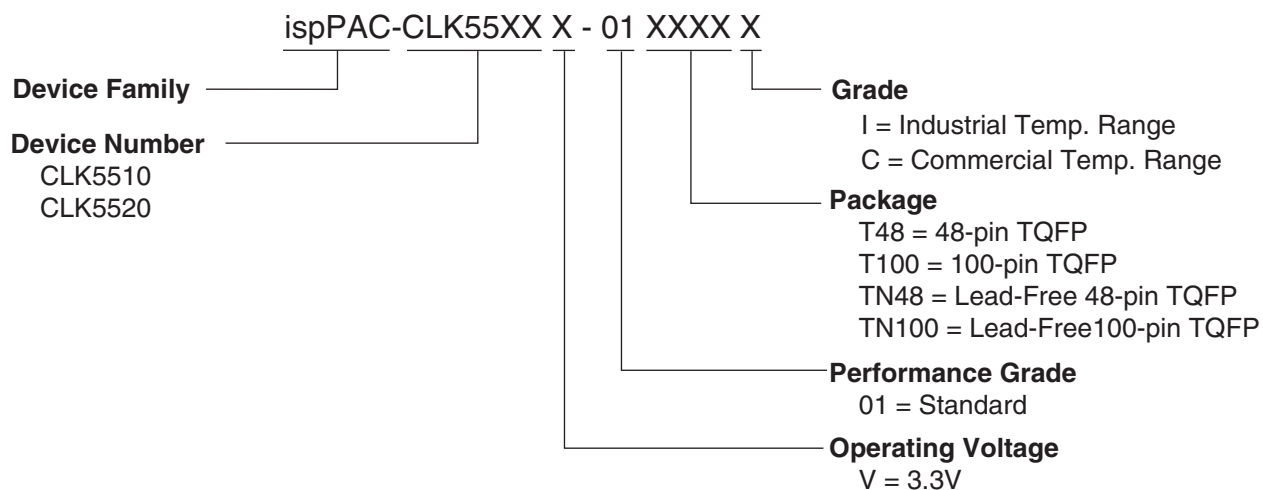 ispPAC-CLK55XX X - 01 XXXX X
Device Family
Device Number
CLK5510
CLK5520
Grade
I = Industrial Temp. Range
C = Commercial Temp. Range
Package
T48 = 48-pin TQFP
T100 = 100-pin TQFP
TN48 = Lead-Free 48-pin TQFP
TN100 = Lead-Free100-pin TQFP
Performance Grade
01 = Standard
Operating Voltage
V = 3.3V